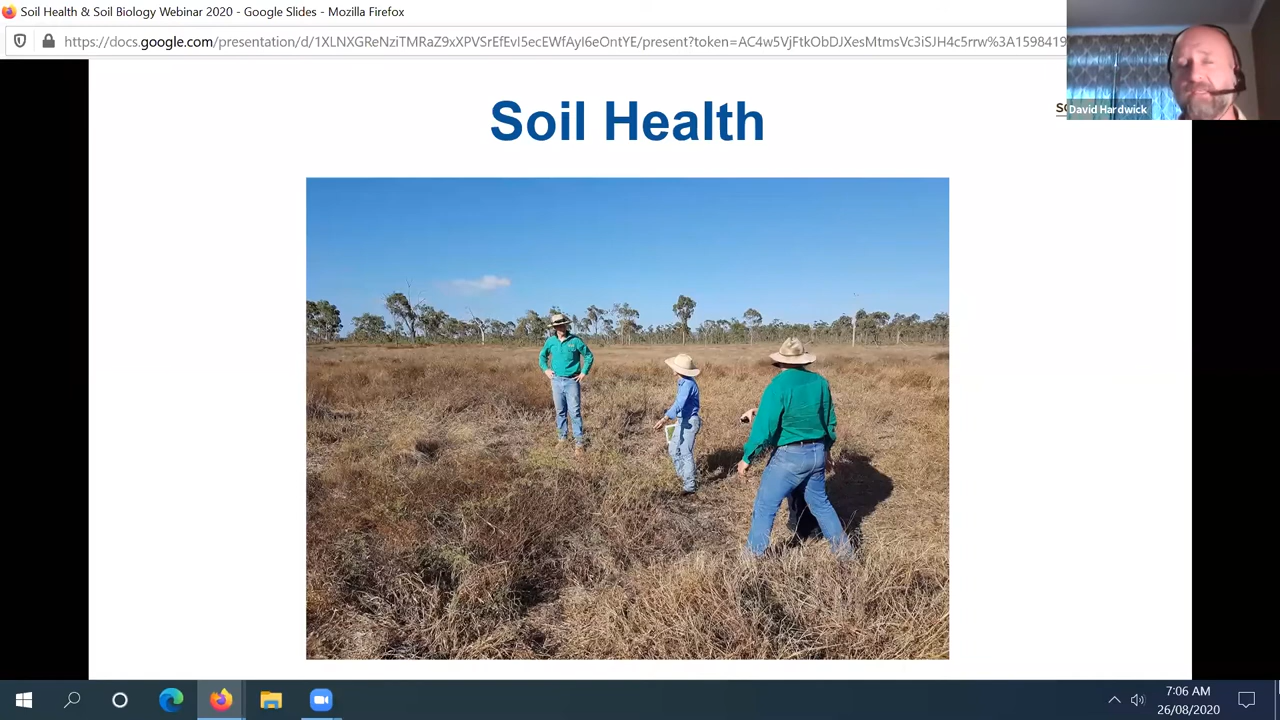 Soil Health & Soil Biology Webinar 2020 - Google Slides - Mozilla Firefox
https://docs.google.com/presentation/d/1XLNXGReNziTMRaZ9xXPVSrEfEvI5ecEWfAyI6eOntYE/present?token=AC4w5VjFtkObDJXesMtmsVc3iSJH4c5rrw%3A1598419
David Hardwick
Soil Health
7:06 AM
26/08/2020